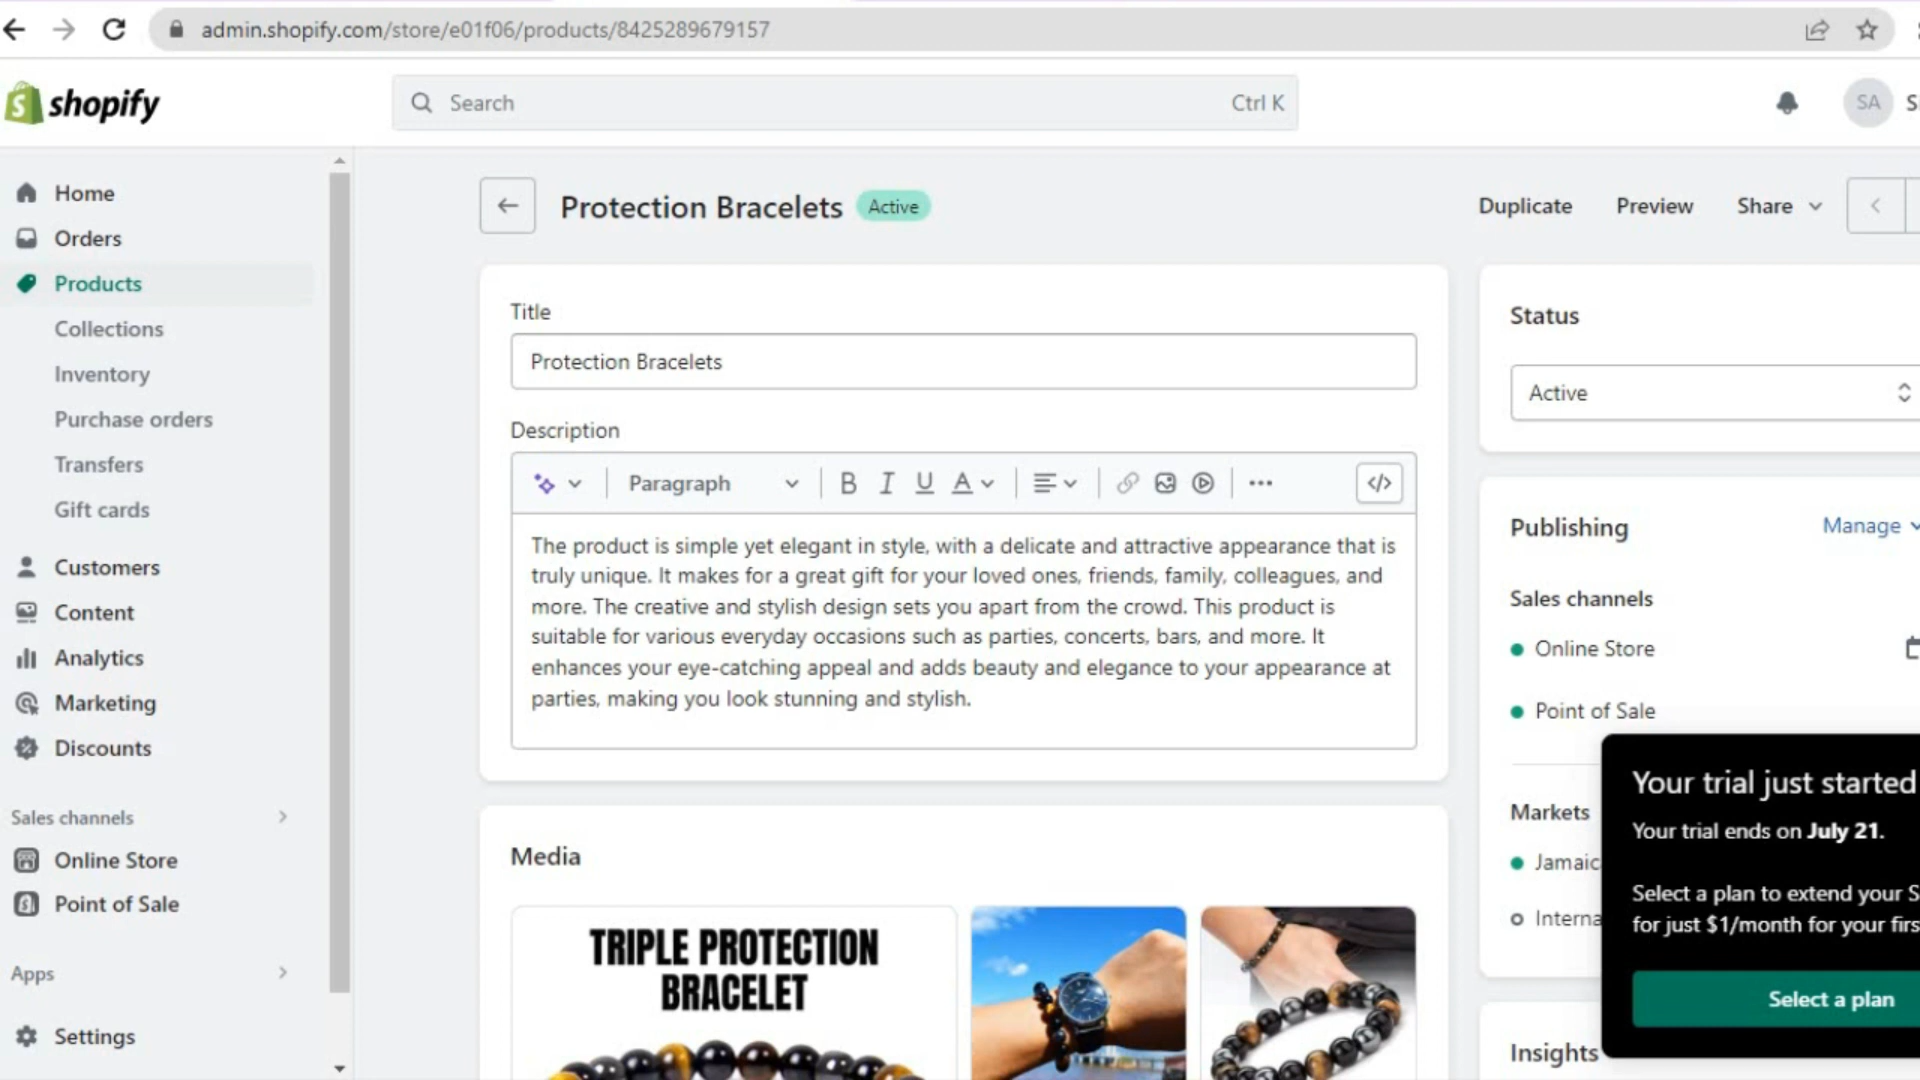 admin.shopify.com/store/e01f06/products/8425289679157
shopify
Search
Ctrl K
SA
Home
Orders
Products
Collections
Inventory
Purchase orders
Transfers
Gift cards
Customers
Content
Analytics
Marketing
Discounts
Sales channels
Online Store
Point of Sale
Apps
Settings
Protection Bracelets
Active
Duplicate
Preview
Share
Title
Protection Bracelets
Description
Paragraph
B I U A
The product is simple yet elegant in style, with a delicate and attractive appearance that is
truly unique. It makes for a great gift for your loved ones, friends, family, colleagues, and
more. The creative and stylish design sets you apart from the crowd. This product is
suitable for various everyday occasions such as parties, concerts, bars, and more. It
enhances your eye-catching appeal and adds beauty and elegance to your appearance at
parties, making you look stunning and stylish.
Media
TRIPLE PROTECTION
BRACELET
Status
Active
Publishing
Manage
Sales channels
Online Store
Point of Sale
Markets
Jamaic
Interna
Insights
Your trial just started
Your trial ends on July 21.
Select a plan to extend your S
for just $1/month for your firs
Select a plan